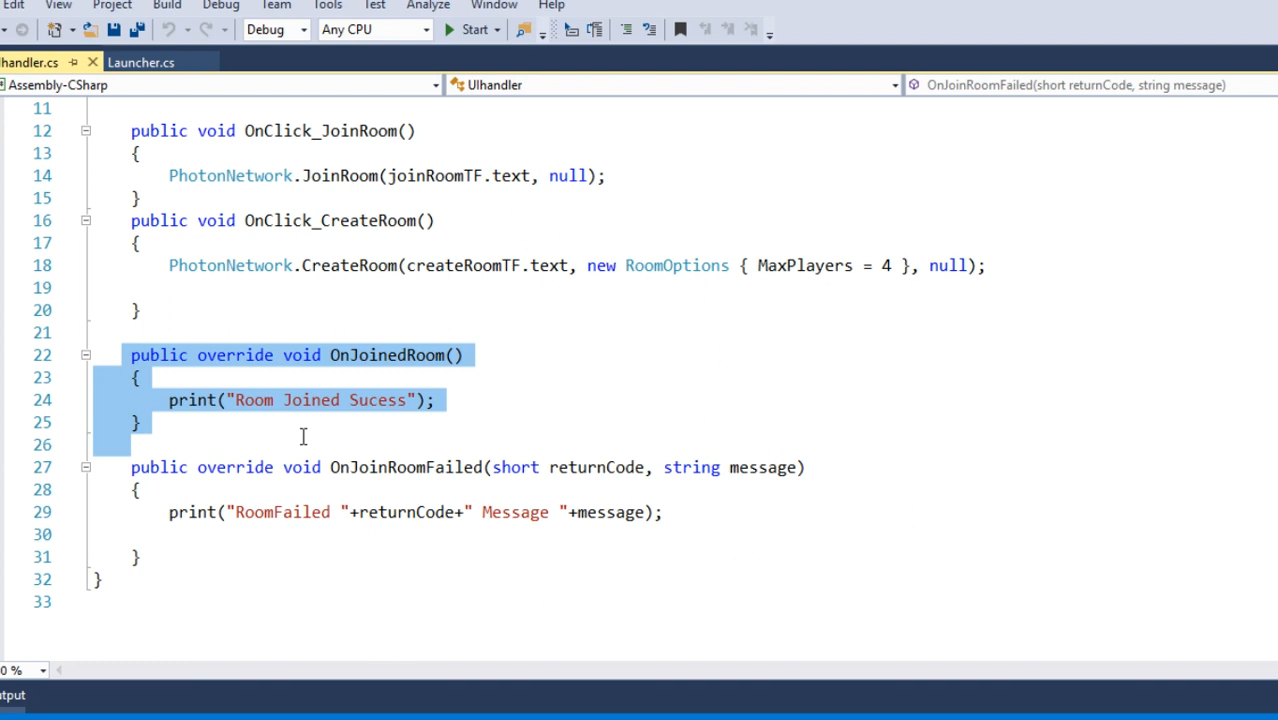 Edit View Project Build Debug Team Tools Test Analyze Window Help
Debug Any CPU Start
lhandler.cs Launcher.cs
Assembly-CSharp UIhandler OnJoinRoomFailed(short returnCode, string message)
11
12 public void OnClick_JoinRoom()
13 {
14 PhotonNetwork.JoinRoom(joinRoomTF.text, null);
15 }
16 public void OnClick_CreateRoom()
17 {
18 PhotonNetwork.CreateRoom(createRoomTF.text, new RoomOptions { MaxPlayers = 4 }, null);
19
20 }
21
22 public override void OnJoinedRoom()
23 {
24 print("Room Joined Sucess");
25 }
26
27 public override void OnJoinRoomFailed(short returnCode, string message)
28 {
29 print("RoomFailed "+returnCode+" Message "+message);
30
31 }
32 }
33
0 %
utput